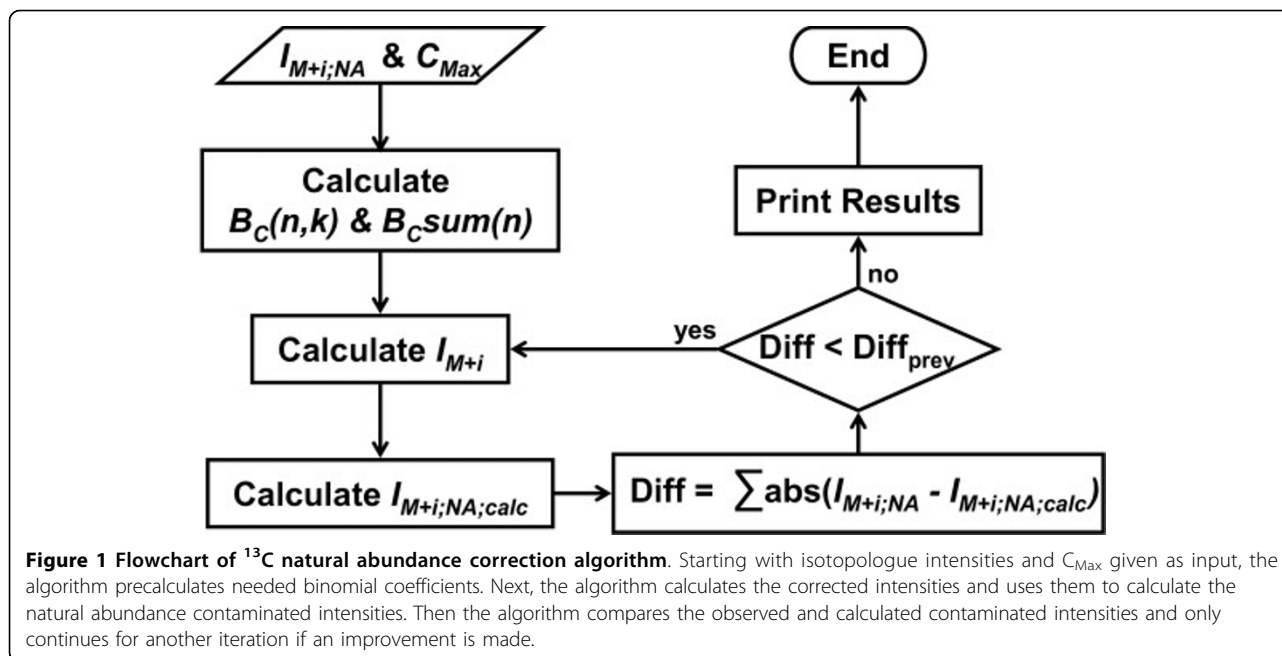 I_{M+i;NA} & C_{Max}
Calculate
B_C(n,k) & B_Csum(n)
Calculate I_{M+i}
Calculate I_{M+i;NA;calc}
Diff = ∑abs(I_{M+i;NA} - I_{M+i;NA;calc})
Diff < Diff_{prev}
yes
no
Print Results
End
Figure 1 Flowchart of ¹³C natural abundance correction algorithm. Starting with isotopologue intensities and C_{Max} given as input, the
algorithm precalculates needed binomial coefficients. Next, the algorithm calculates the corrected intensities and uses them to calculate the
natural abundance contaminated intensities. Then the algorithm compares the observed and calculated contaminated intensities and only
continues for another iteration if an improvement is made.